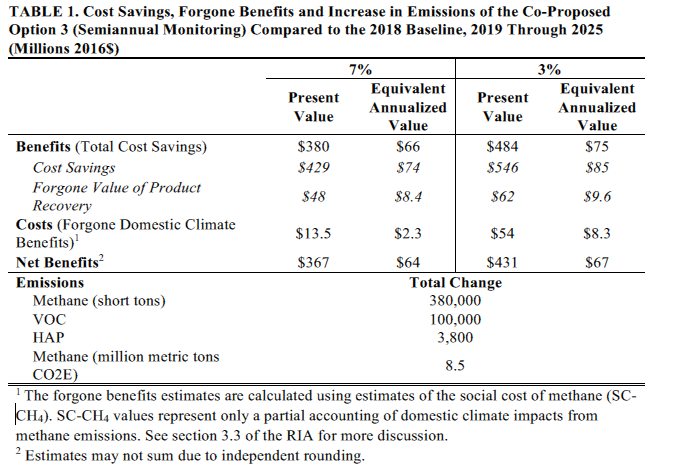 TABLE 1. Cost Savings, Forgone Benefits and Increase in Emissions of the Co-Proposed
Option 3 (Semiannual Monitoring) Compared to the 2018 Baseline, 2019 Through 2025
(Millions 2016$)
7% 3%
Present Value Equivalent Annualized Value Present Value Equivalent Annualized Value
Benefits (Total Cost Savings) $380 $66 $484 $75
Cost Savings $429 $74 $546 $85
Forgone Value of Product
Recovery $48 $8.4 $62 $9.6
Costs (Forgone Domestic Climate
Benefits)1 $13.5 $2.3 $54 $8.3
Net Benefits2 $367 $64 $431 $67
Emissions Total Change
Methane (short tons) 380,000
VOC 100,000
HAP 3,800
Methane (million metric tons
CO2E) 8.5
1 The forgone benefits estimates are calculated using estimates of the social cost of methane (SC-
CH4). SC-CH4 values represent only a partial accounting of domestic climate impacts from
methane emissions. See section 3.3 of the RIA for more discussion.
2 Estimates may not sum due to independent rounding.